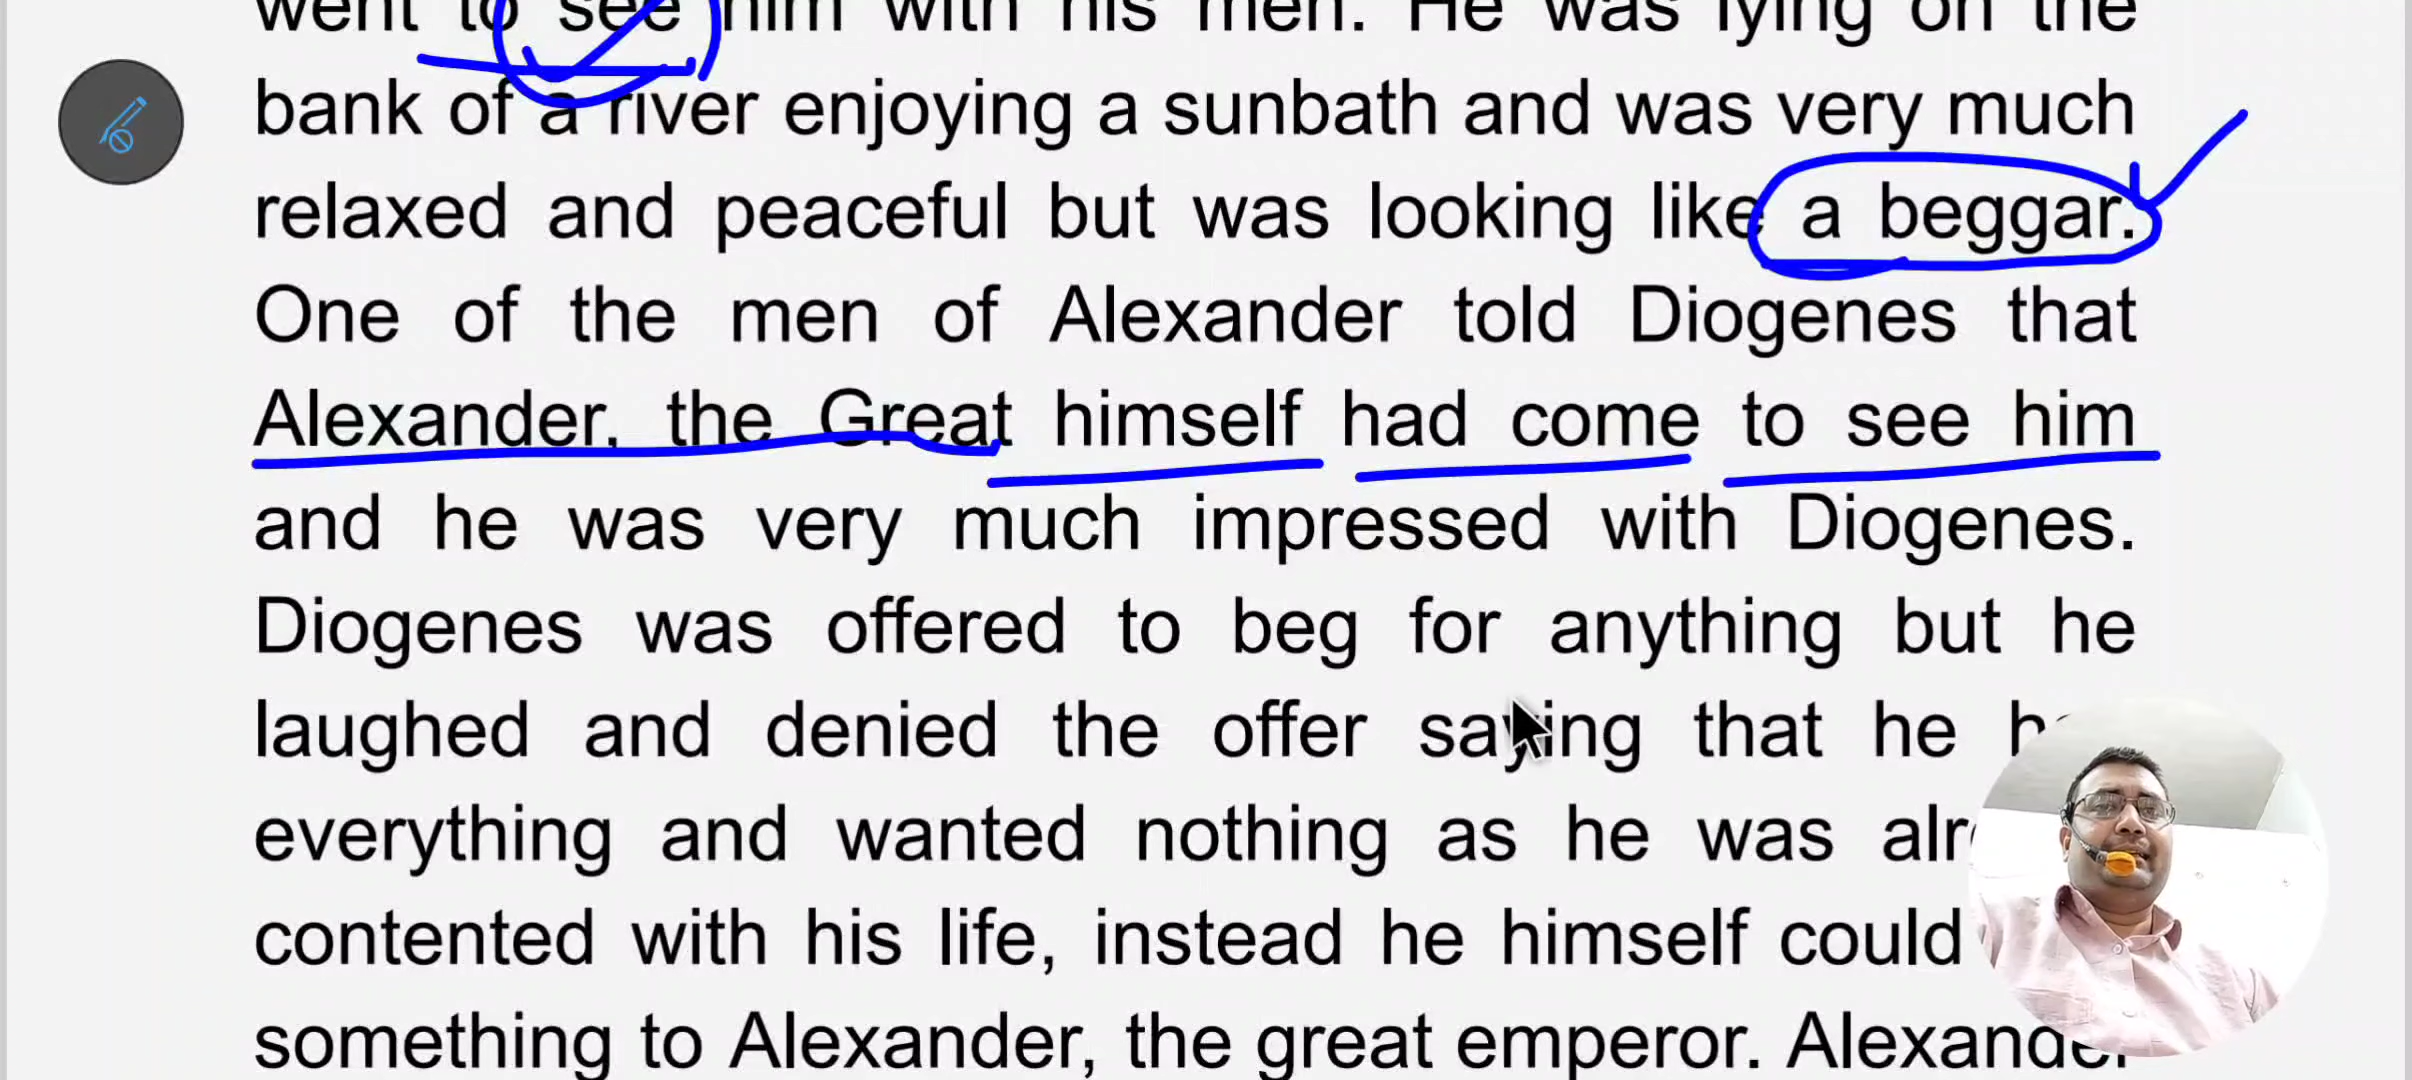 went to see him with his men. He was lying on the
bank of a river enjoying a sunbath and was very much
relaxed and peaceful but was looking like a beggar.
One of the men of Alexander told Diogenes that
Alexander, the Great himself had come to see him
and he was very much impressed with Diogenes.
Diogenes was offered to beg for anything but he
laughed and denied the offer saying that he
everything and wanted nothing as he was
contented with his life, instead he himself could
something to Alexander, the great emperor. Alexander